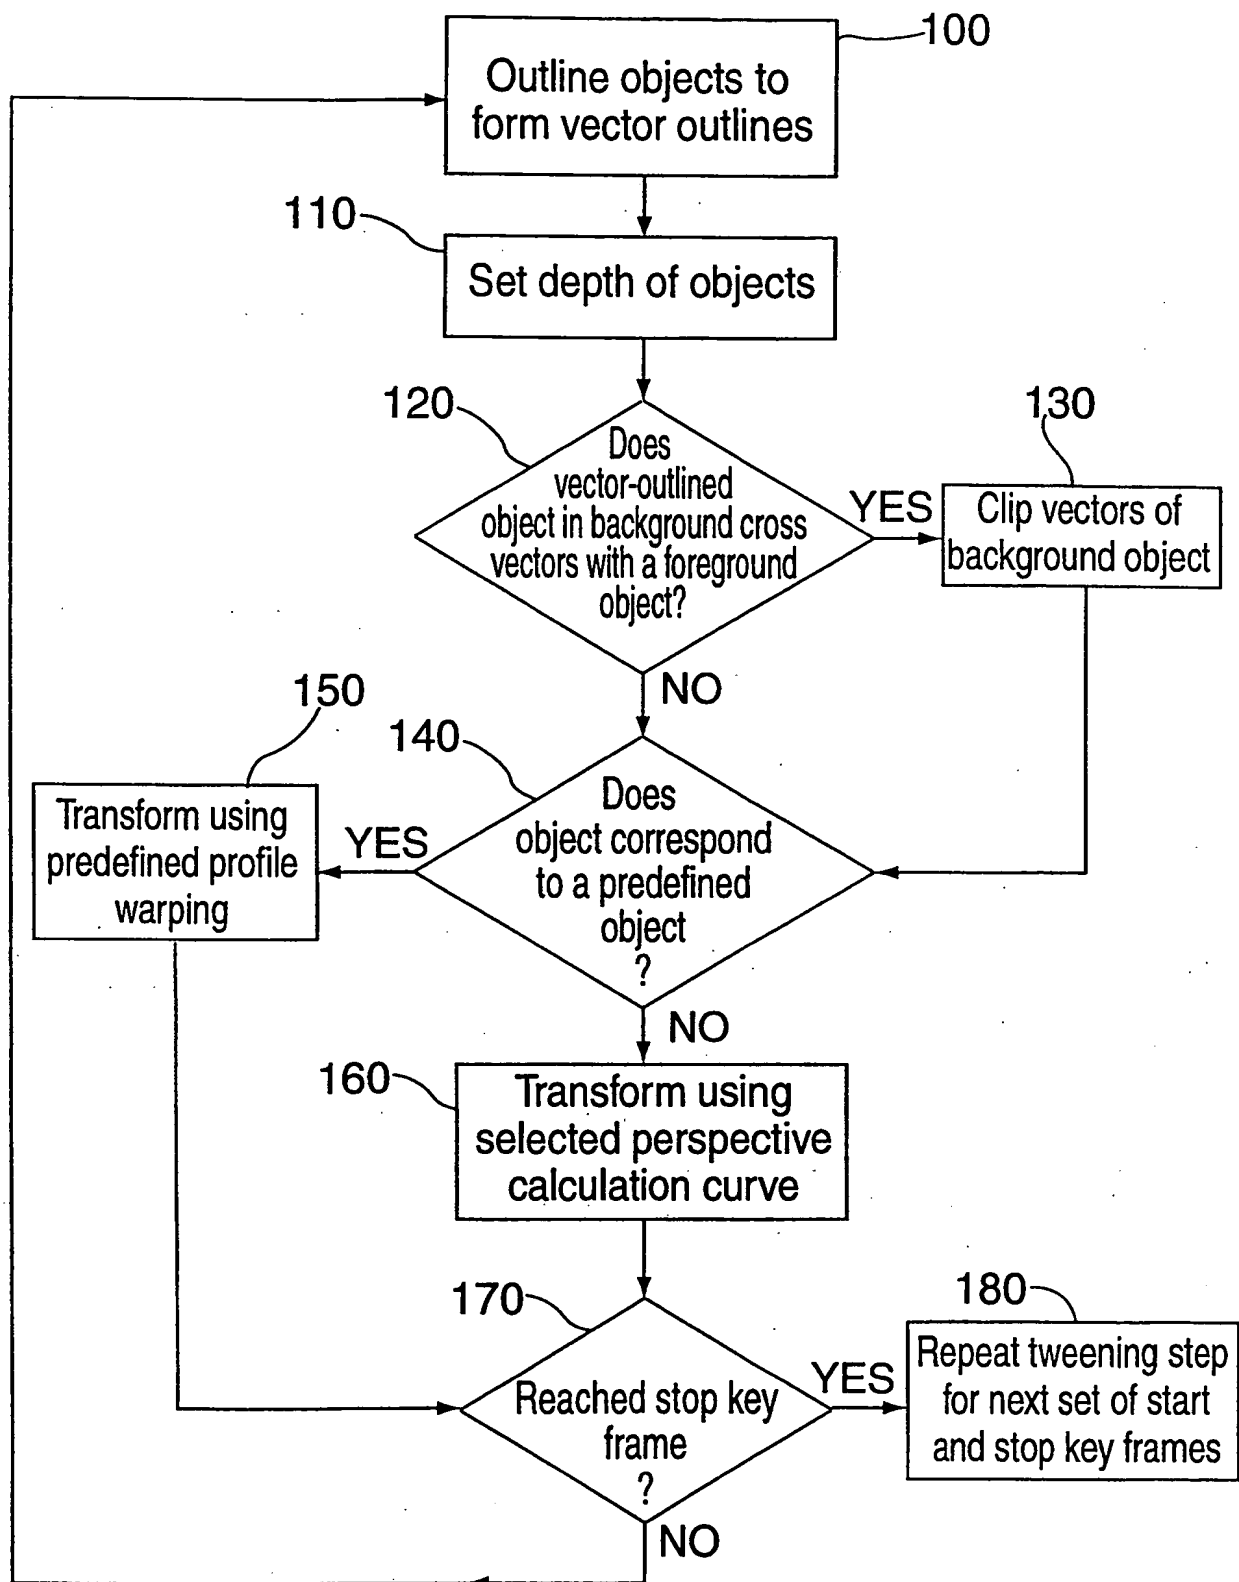 100
Outline objects to
form vector outlines
110
Set depth of objects
120
Does
vector-outlined
object in background cross
vectors with a foreground
object?
YES
130
Clip vectors of
background object
NO
140
Does
object correspond
to a predefined
object
?
YES
150
Transform using
predefined profile
warping
NO
160
Transform using
selected perspective
calculation curve
170
Reached stop key
frame
?
YES
180
Repeat tweening step
for next set of start
and stop key frames
NO